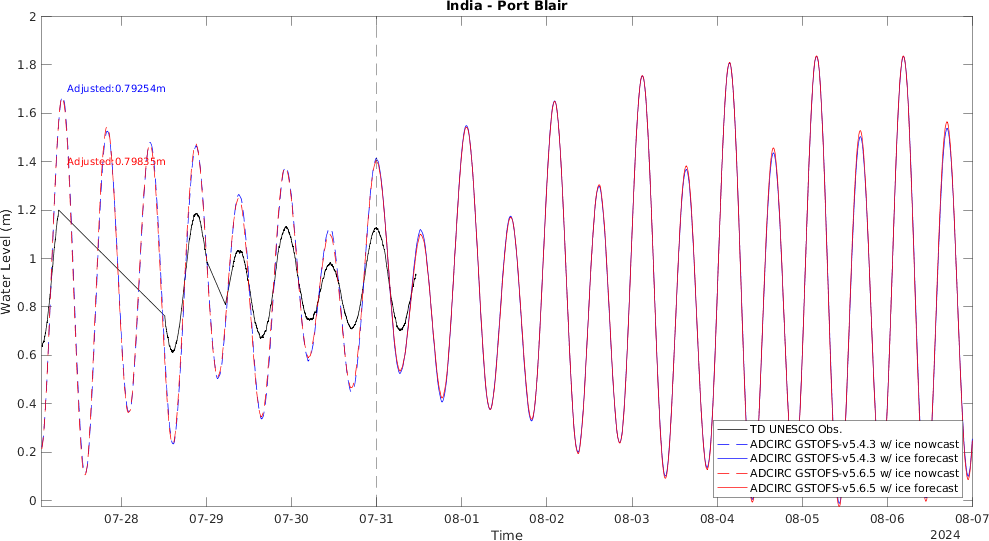 India - Port Blair
Water Level (m)
2
1.8
1.6
1.4
1.2
1
0.8
0.6
0.4
0.2
0
Adjusted:0.79254m
Adjusted:0.79835m
TD UNESCO Obs.
ADCIRC GSTOFS-v5.4.3 w/ ice nowcast
ADCIRC GSTOFS-v5.4.3 w/ ice forecast
ADCIRC GSTOFS-v5.6.5 w/ ice nowcast
ADCIRC GSTOFS-v5.6.5 w/ ice forecast
07-28 07-29 07-30 07-31 08-01 08-02 08-03 08-04 08-05 08-06 08-07
Time
2024